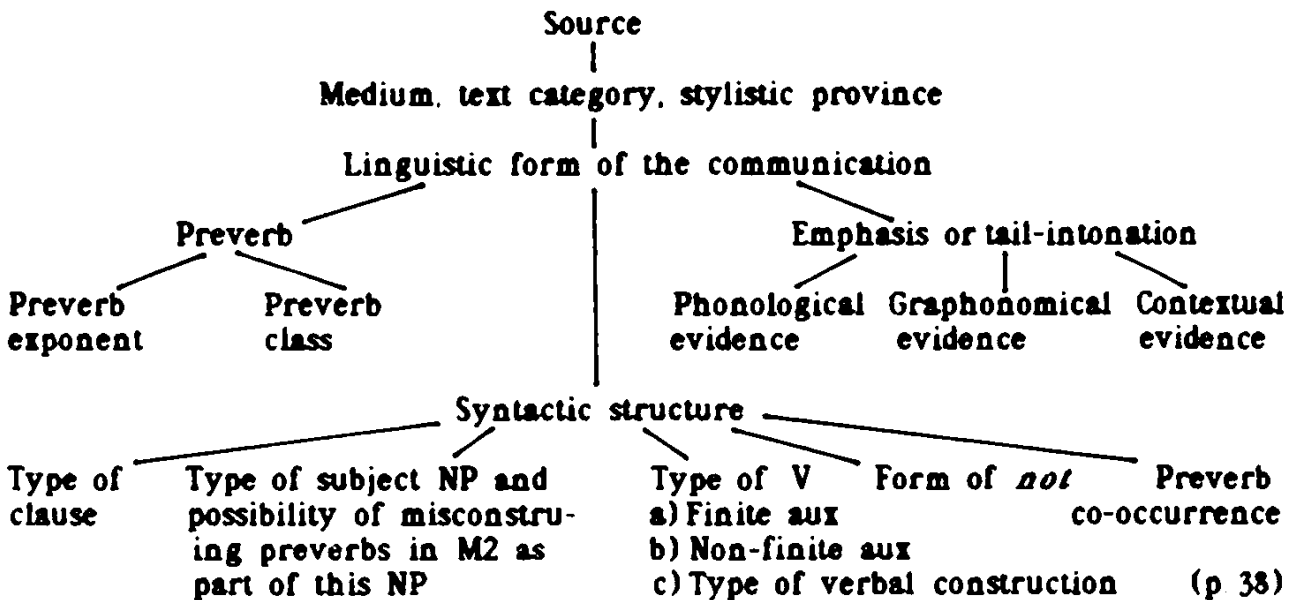 Source
Medium, text category, stylistic province
Linguistic form of the communication
Preverb
Emphasis or tail-intonation
Preverb
exponent
Preverb
class
Phonological
evidence
Graphonomical
evidence
Contextual
evidence
Syntactic structure
Type of
clause
Type of subject NP and
possibility of misconstru-
ing preverbs in M2 as
part of this NP
Type of V
a) Finite aux
b) Non-finite aux
c) Type of verbal construction
Form of not
Preverb
co-occurrence
(p 38)